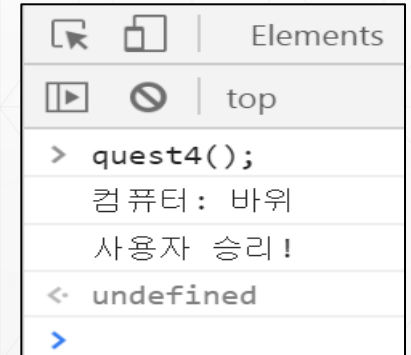 Elements
top
> quest4();
컴퓨터: 바위
사용자 승리!
<· undefined
>